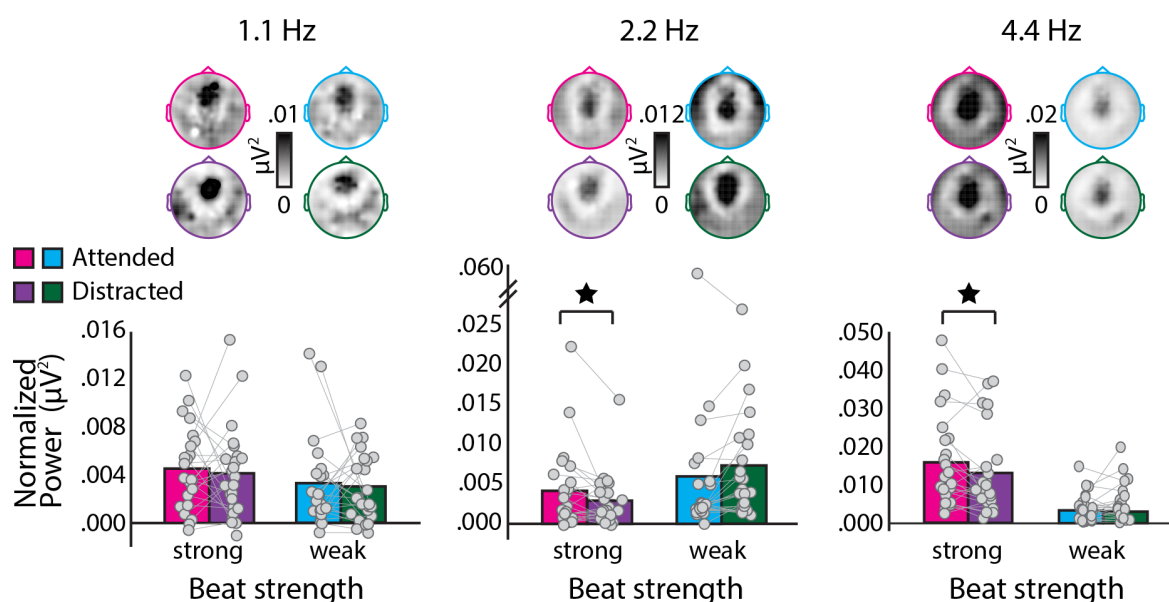 1.1 Hz
2.2 Hz
4.4 Hz
.01
μV²
0
.012
μV²
0
.02
μV²
0
Attended
Distracted
Normalized
Power (μV²)
.016
.012
.008
.004
.000
strong
weak
Beat strength
.060
.025
.020
.015
.010
.005
.000
strong
weak
Beat strength
.050
.040
.030
.020
.010
.000
strong
weak
Beat strength